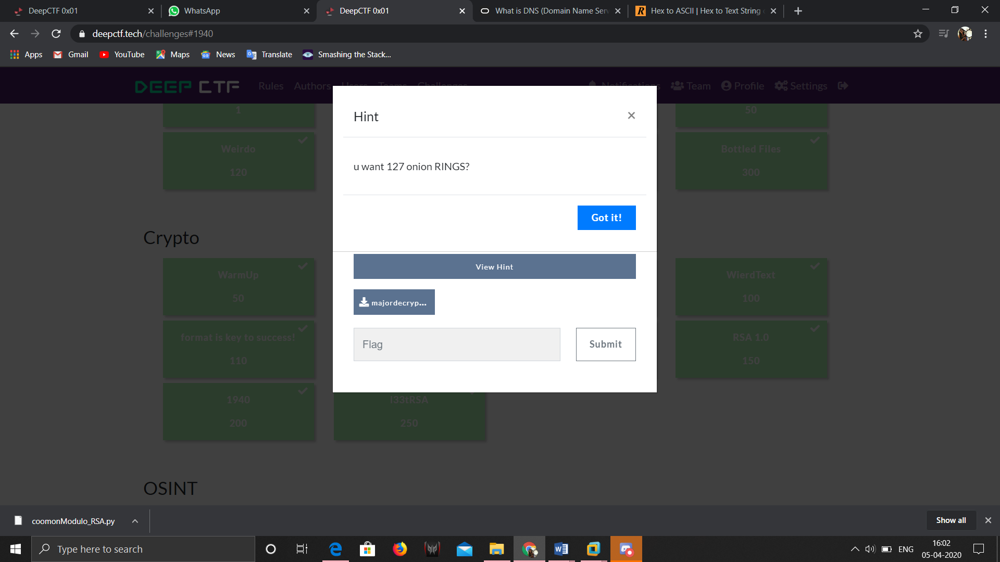 DeepCTF 0x01
WhatsApp
DeepCTF 0x01
What is DNS (Domain Name Serv
Hex to ASCII | Hex to Text String
deepctf.tech/challenges#1940
Apps
Gmail
YouTube
Maps
News
Translate
Smashing the Stack...
DEEP CTF
Rules
Authors
Users
Teams
Challenges
Notifications
Team
Profile
Settings
1
50
Weirdo
120
Bottled Files
300
Hint
u want 127 onion RINGS?
Got it!
View Hint
majordecryp...
Flag
Submit
Crypto
WarmUp
50
WierdText
100
format is key to success!
110
RSA 1.0
150
1940
200
l33tRSA
250
OSINT
coomonModulo_RSA.py
Show all
Type here to search
ENG
16:02
05-04-2020